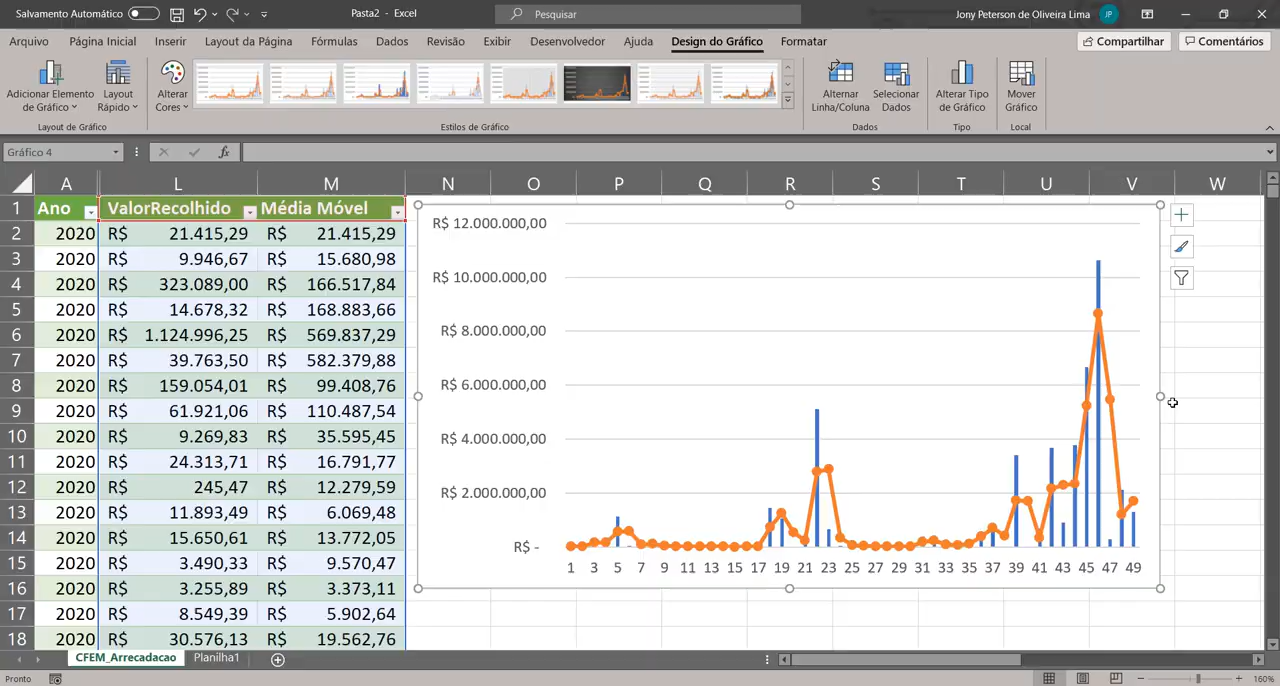 Salvamento Automático
Pasta2 - Excel
Pesquisar
Jony Peterson de Oliveira Lima
JP
Arquivo Página Inicial Inserir Layout da Página Fórmulas Dados Revisão Exibir Desenvolvedor Ajuda Design do Gráfico Formatar
Compartilhar
Comentários
Adicionar Elemento de Gráfico
Layout Rápido
Layout de Gráfico
Alterar Cores
Estilos de Gráfico
Alternar Linha/Coluna
Selecionar Dados
Dados
Alterar Tipo de Gráfico
Tipo
Mover Gráfico
Local
Gráfico 4
fx
A L M N O P Q R S T U V W
1 Ano ValorRecolhido Média Móvel
2 2020 R$ 21.415,29 R$ 21.415,29
3 2020 R$ 9.946,67 R$ 15.680,98
4 2020 R$ 323.089,00 R$ 166.517,84
5 2020 R$ 14.678,32 R$ 168.883,66
6 2020 R$ 1.124.996,25 R$ 569.837,29
7 2020 R$ 39.763,50 R$ 582.379,88
8 2020 R$ 159.054,01 R$ 99.408,76
9 2020 R$ 61.921,06 R$ 110.487,54
10 2020 R$ 9.269,83 R$ 35.595,45
11 2020 R$ 24.313,71 R$ 16.791,77
12 2020 R$ 245,47 R$ 12.279,59
13 2020 R$ 11.893,49 R$ 6.069,48
14 2020 R$ 15.650,61 R$ 13.772,05
15 2020 R$ 3.490,33 R$ 9.570,47
16 2020 R$ 3.255,89 R$ 3.373,11
17 2020 R$ 8.549,39 R$ 5.902,64
18 2020 R$ 30.576,13 R$ 19.562,76
R$ 12.000.000,00
R$ 10.000.000,00
R$ 8.000.000,00
R$ 6.000.000,00
R$ 4.000.000,00
R$ 2.000.000,00
R$ -
1 3 5 7 9 11 13 15 17 19 21 23 25 27 29 31 33 35 37 39 41 43 45 47 49
CFEM_Arrecadacao Planilha1
Pronto
160%